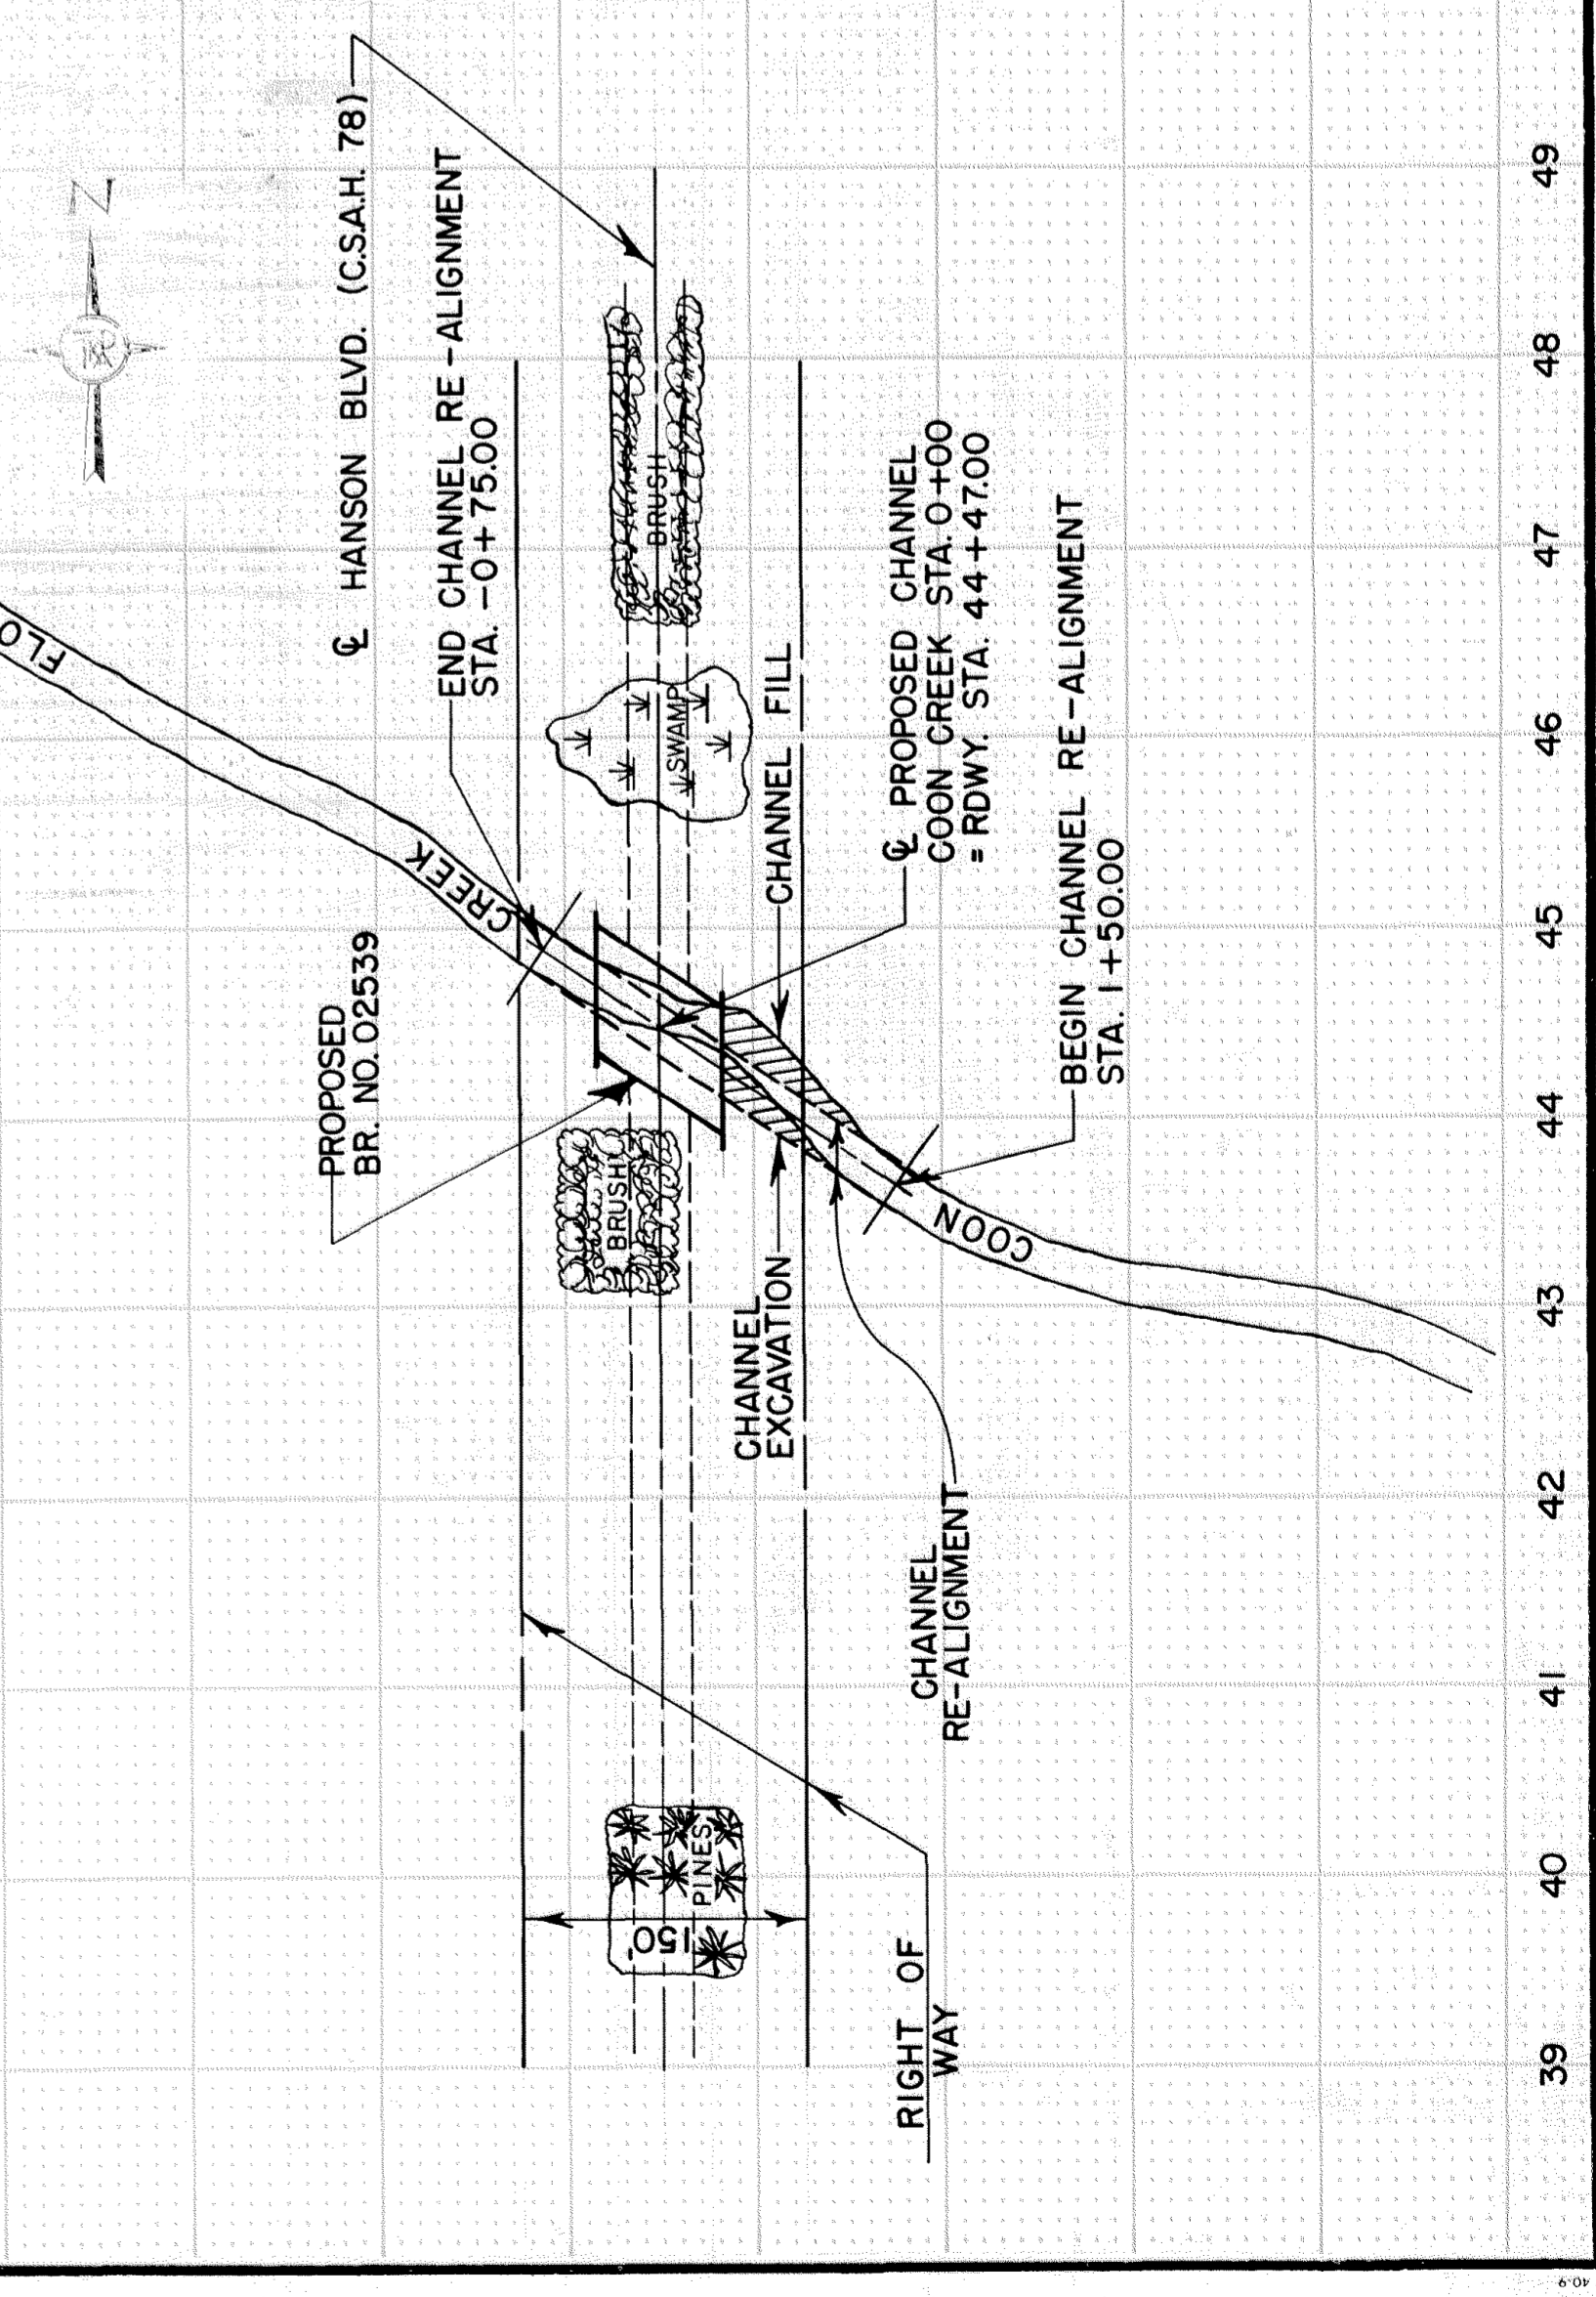 N
℄ HANSON BLVD. (C.S.A.H. 78)
END CHANNEL RE-ALIGNMENT
STA. -0+75.00
PROPOSED
BR. NO. 02539
CREEK
BRUSH
SWAMP
BRUSH
CHANNEL FILL
℄ PROPOSED CHANNEL
COON CREEK STA. 0+00
= RDWY. STA. 44+47.00
BEGIN CHANNEL RE-ALIGNMENT
STA. 1+50.00
COON
CHANNEL
EXCAVATION
CHANNEL
RE-ALIGNMENT
PINES
150'
RIGHT OF
WAY
39 40 41 42 43 44 45 46 47 48 49
40-9